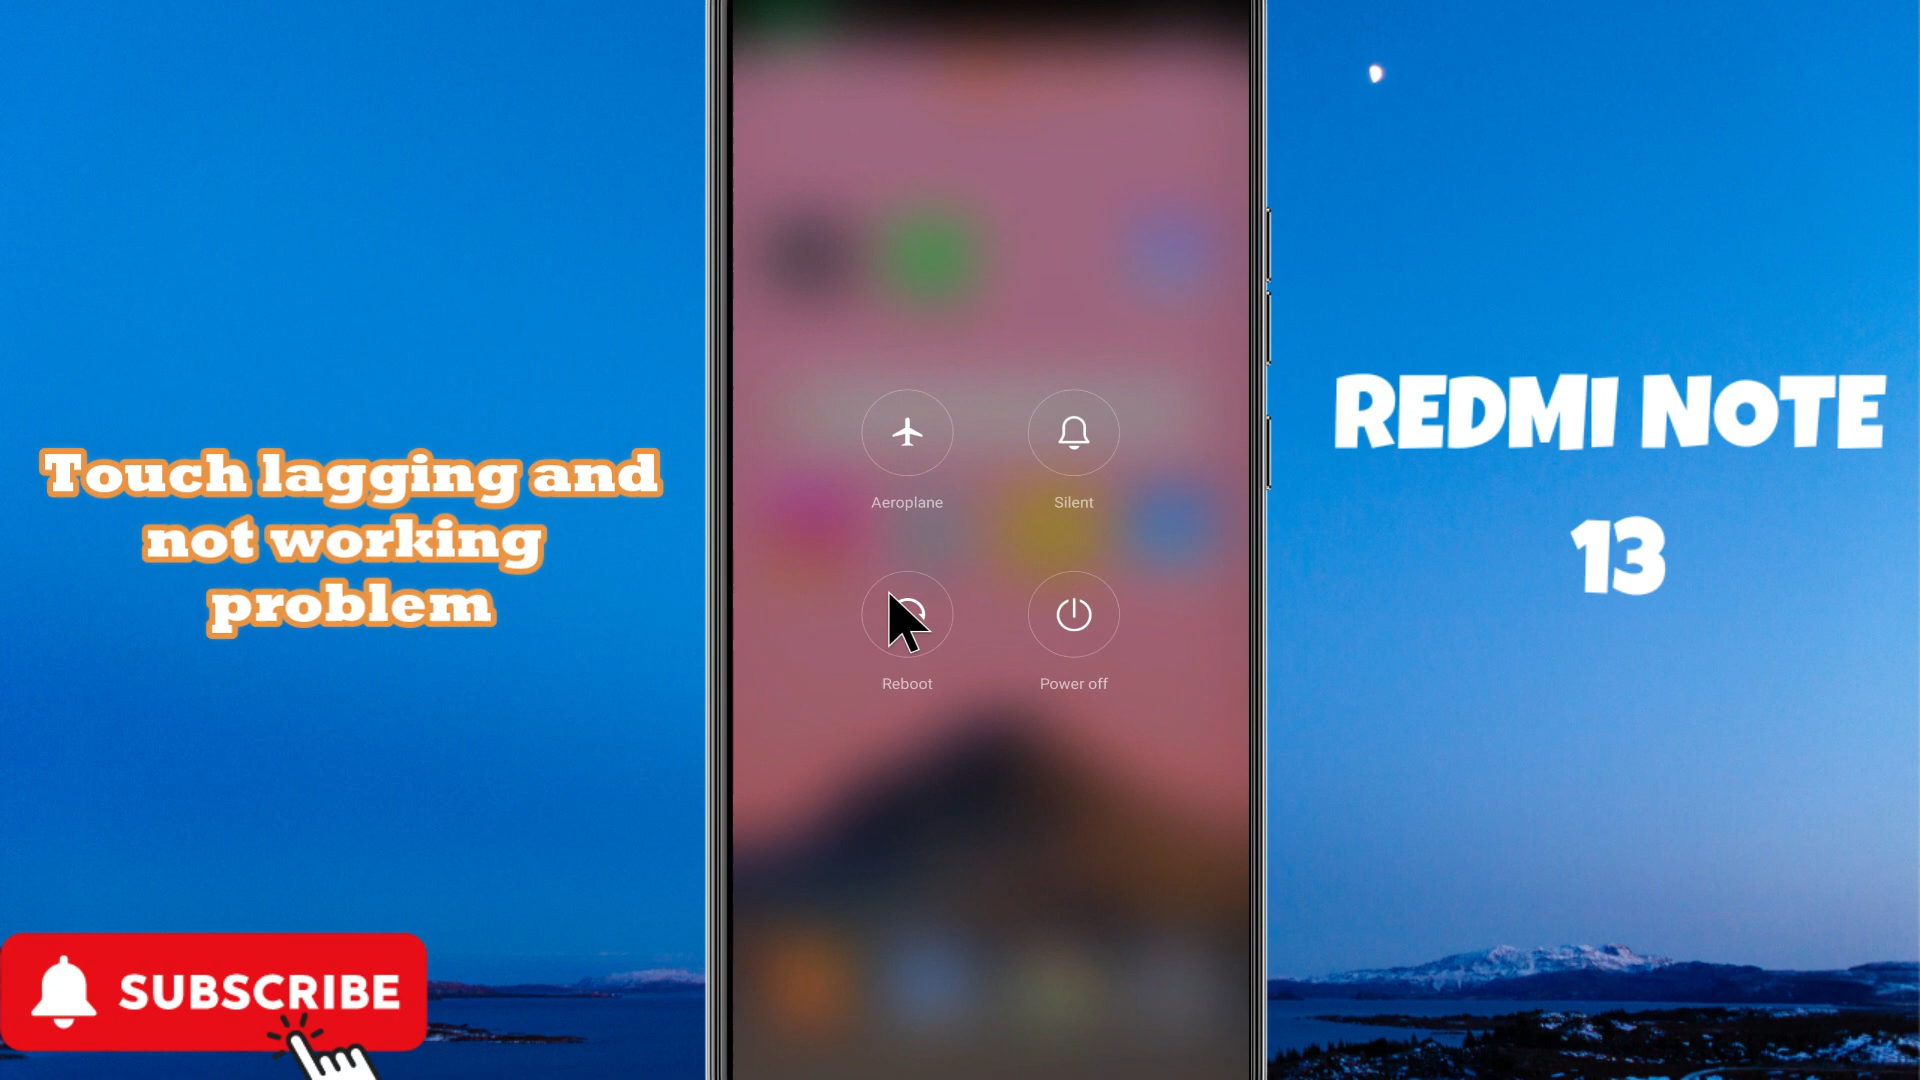 Touch lagging and
not working
problem
Aeroplane
Silent
Reboot
Power off
REDMI NOTE
13
SUBSCRIBE